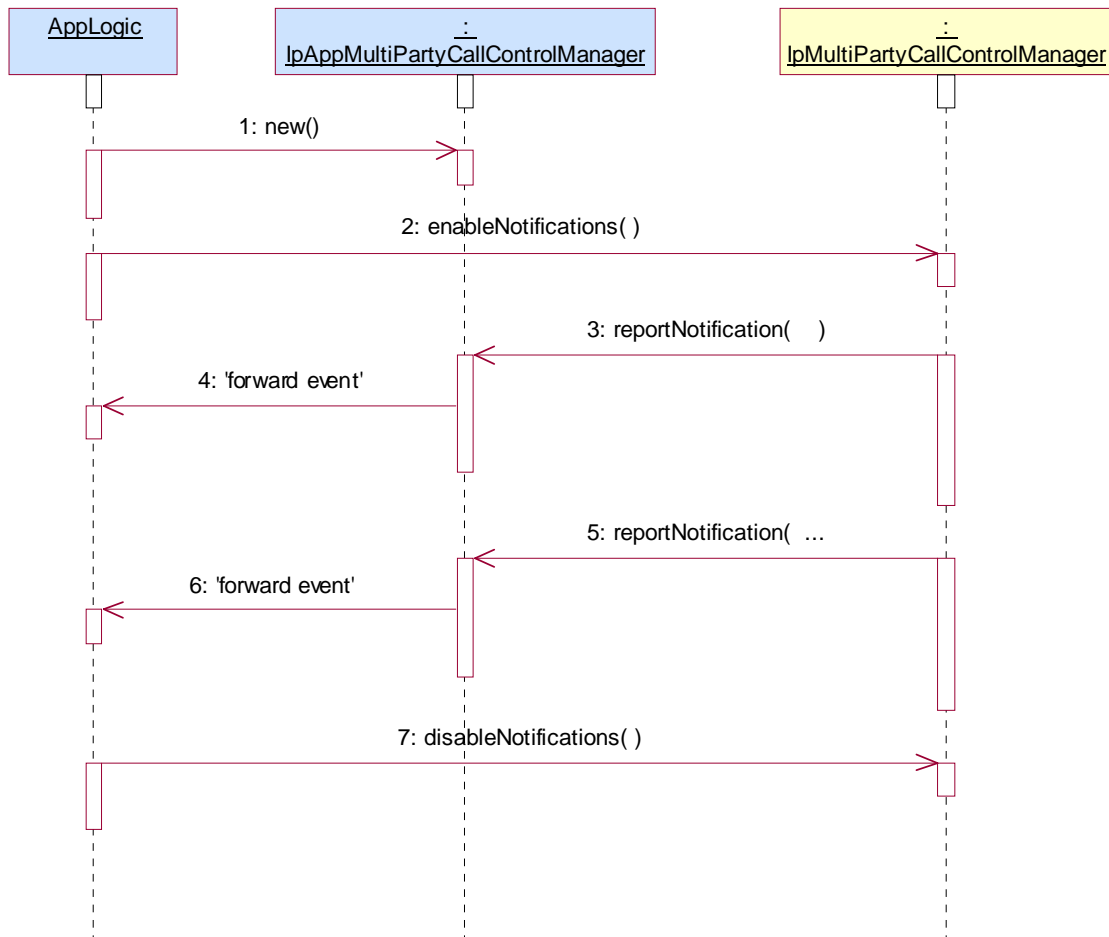 AppLogic
:
IpAppMultiPartyCallControlManager
:
IpMultiPartyCallControlManager
1: new()
2: enableNotifications( )
3: reportNotification( )
4: 'forward event'
5: reportNotification( ...
6: 'forward event'
7: disableNotifications( )